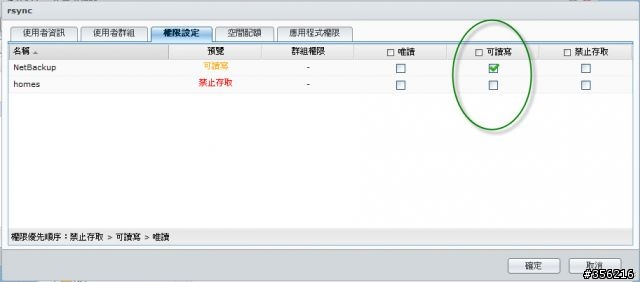 rsync
使用者資訊 使用者群組 權限設定 空間配額 應用程式權限
名稱 預覽 群組權限 唯讀 可讀寫 禁止存取
NetBackup 可讀寫 -
homes 禁止存取 -
權限優先順序：禁止存取 > 可讀寫 > 唯讀
確定 取消
#356216